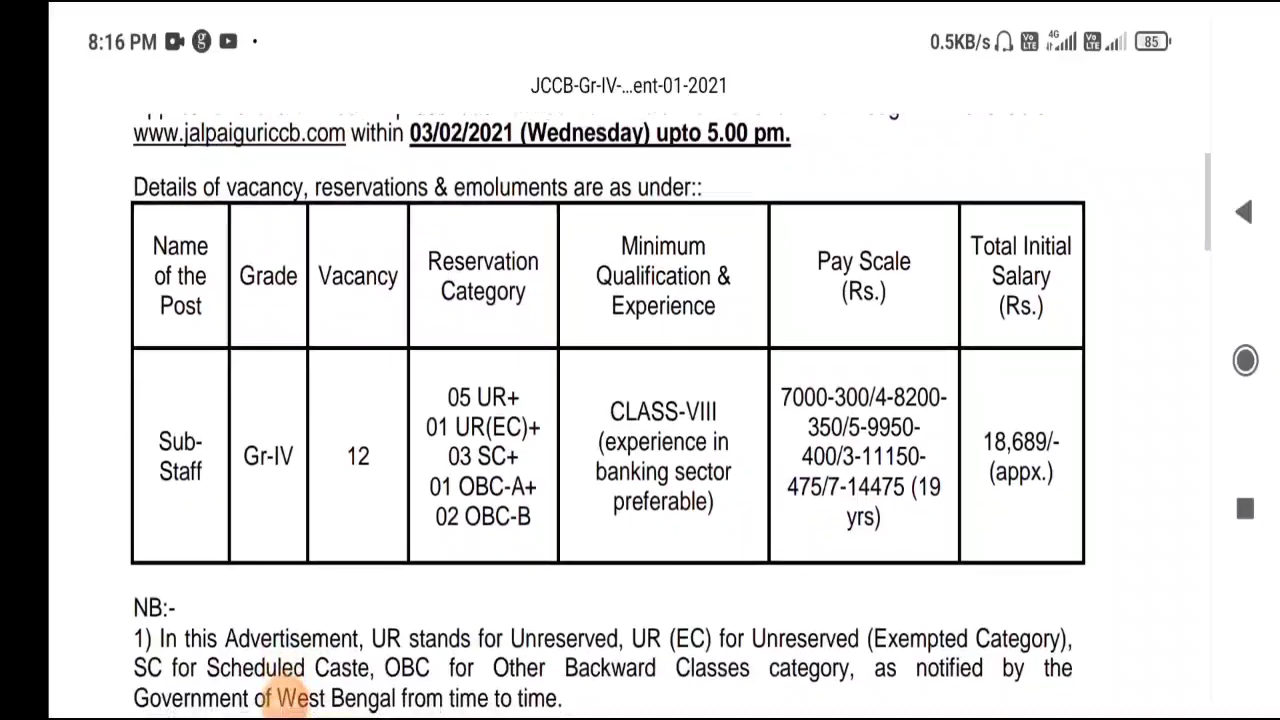 8:16 PM
0.5KB/s
4G
85
JCCB-Gr-IV-...ent-01-2021
www.jalpaiguriccb.com within 03/02/2021 (Wednesday) upto 5.00 pm.
Details of vacancy, reservations & emoluments are as under::
Name of the Post
Grade
Vacancy
Reservation Category
Minimum Qualification & Experience
Pay Scale (Rs.)
Total Initial Salary (Rs.)
Sub-Staff
Gr-IV
12
05 UR+
01 UR(EC)+
03 SC+
01 OBC-A+
02 OBC-B
CLASS-VIII
(experience in
banking sector
preferable)
7000-300/4-8200-
350/5-9950-
400/3-11150-
475/7-14475 (19
yrs)
18,689/-
(appx.)
NB:-
1) In this Advertisement, UR stands for Unreserved, UR (EC) for Unreserved (Exempted Category),
SC for Scheduled Caste, OBC for Other Backward Classes category, as notified by the
Government of West Bengal from time to time.